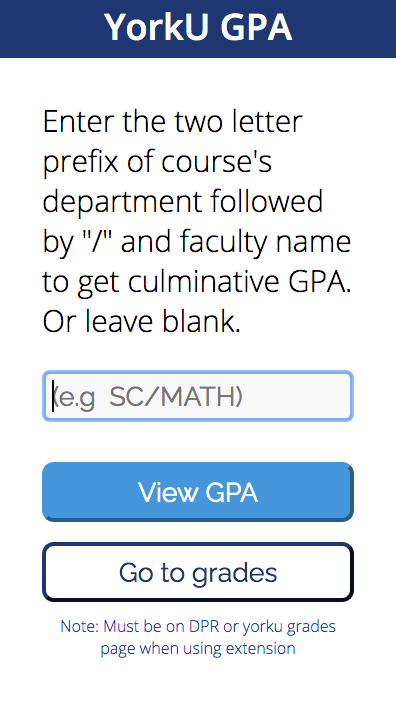 YorkU GPA
Enter the two letter
prefix of course's
department followed
by "/" and faculty name
to get culminative GPA.
Or leave blank.
(e.g SC/MATH)
View GPA
Go to grades
Note: Must be on DPR or yorku grades
page when using extension